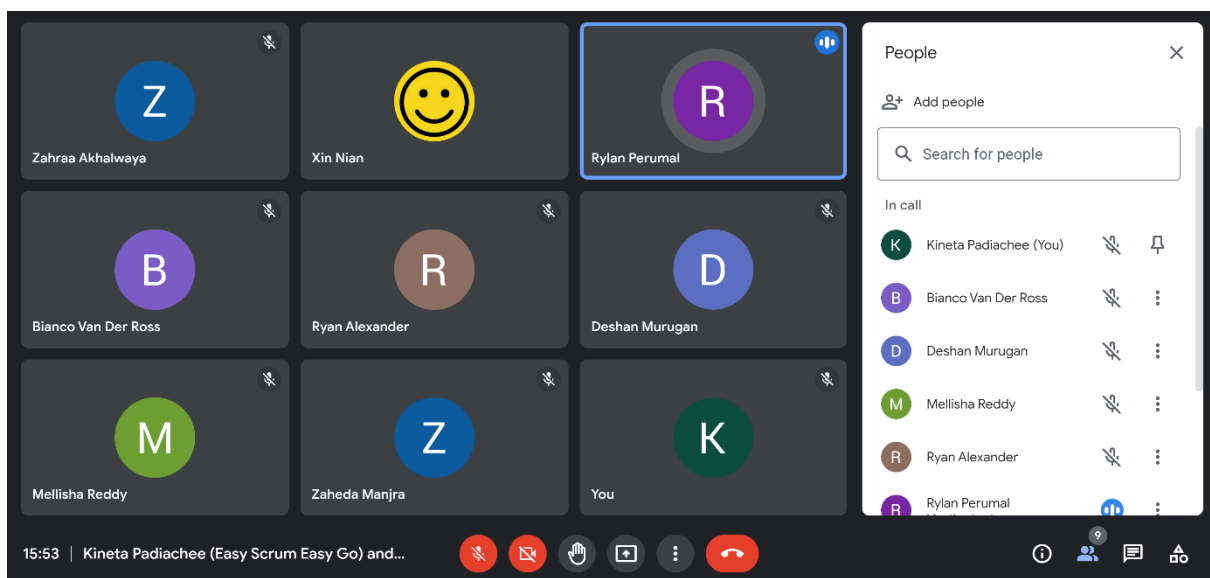 Z
Zahraa Akhalwaya
Xin Nian
R
Rylan Perumal
B
Bianco Van Der Ross
R
Ryan Alexander
D
Deshan Murugan
M
Mellisha Reddy
Z
Zaheda Manjra
K
You
People
Add people
Search for people
In call
K Kineta Padiachee (You)
B Bianco Van Der Ross
D Deshan Murugan
M Mellisha Reddy
R Ryan Alexander
R Rylan Perumal
15:53 | Kineta Padiachee (Easy Scrum Easy Go) and...
9